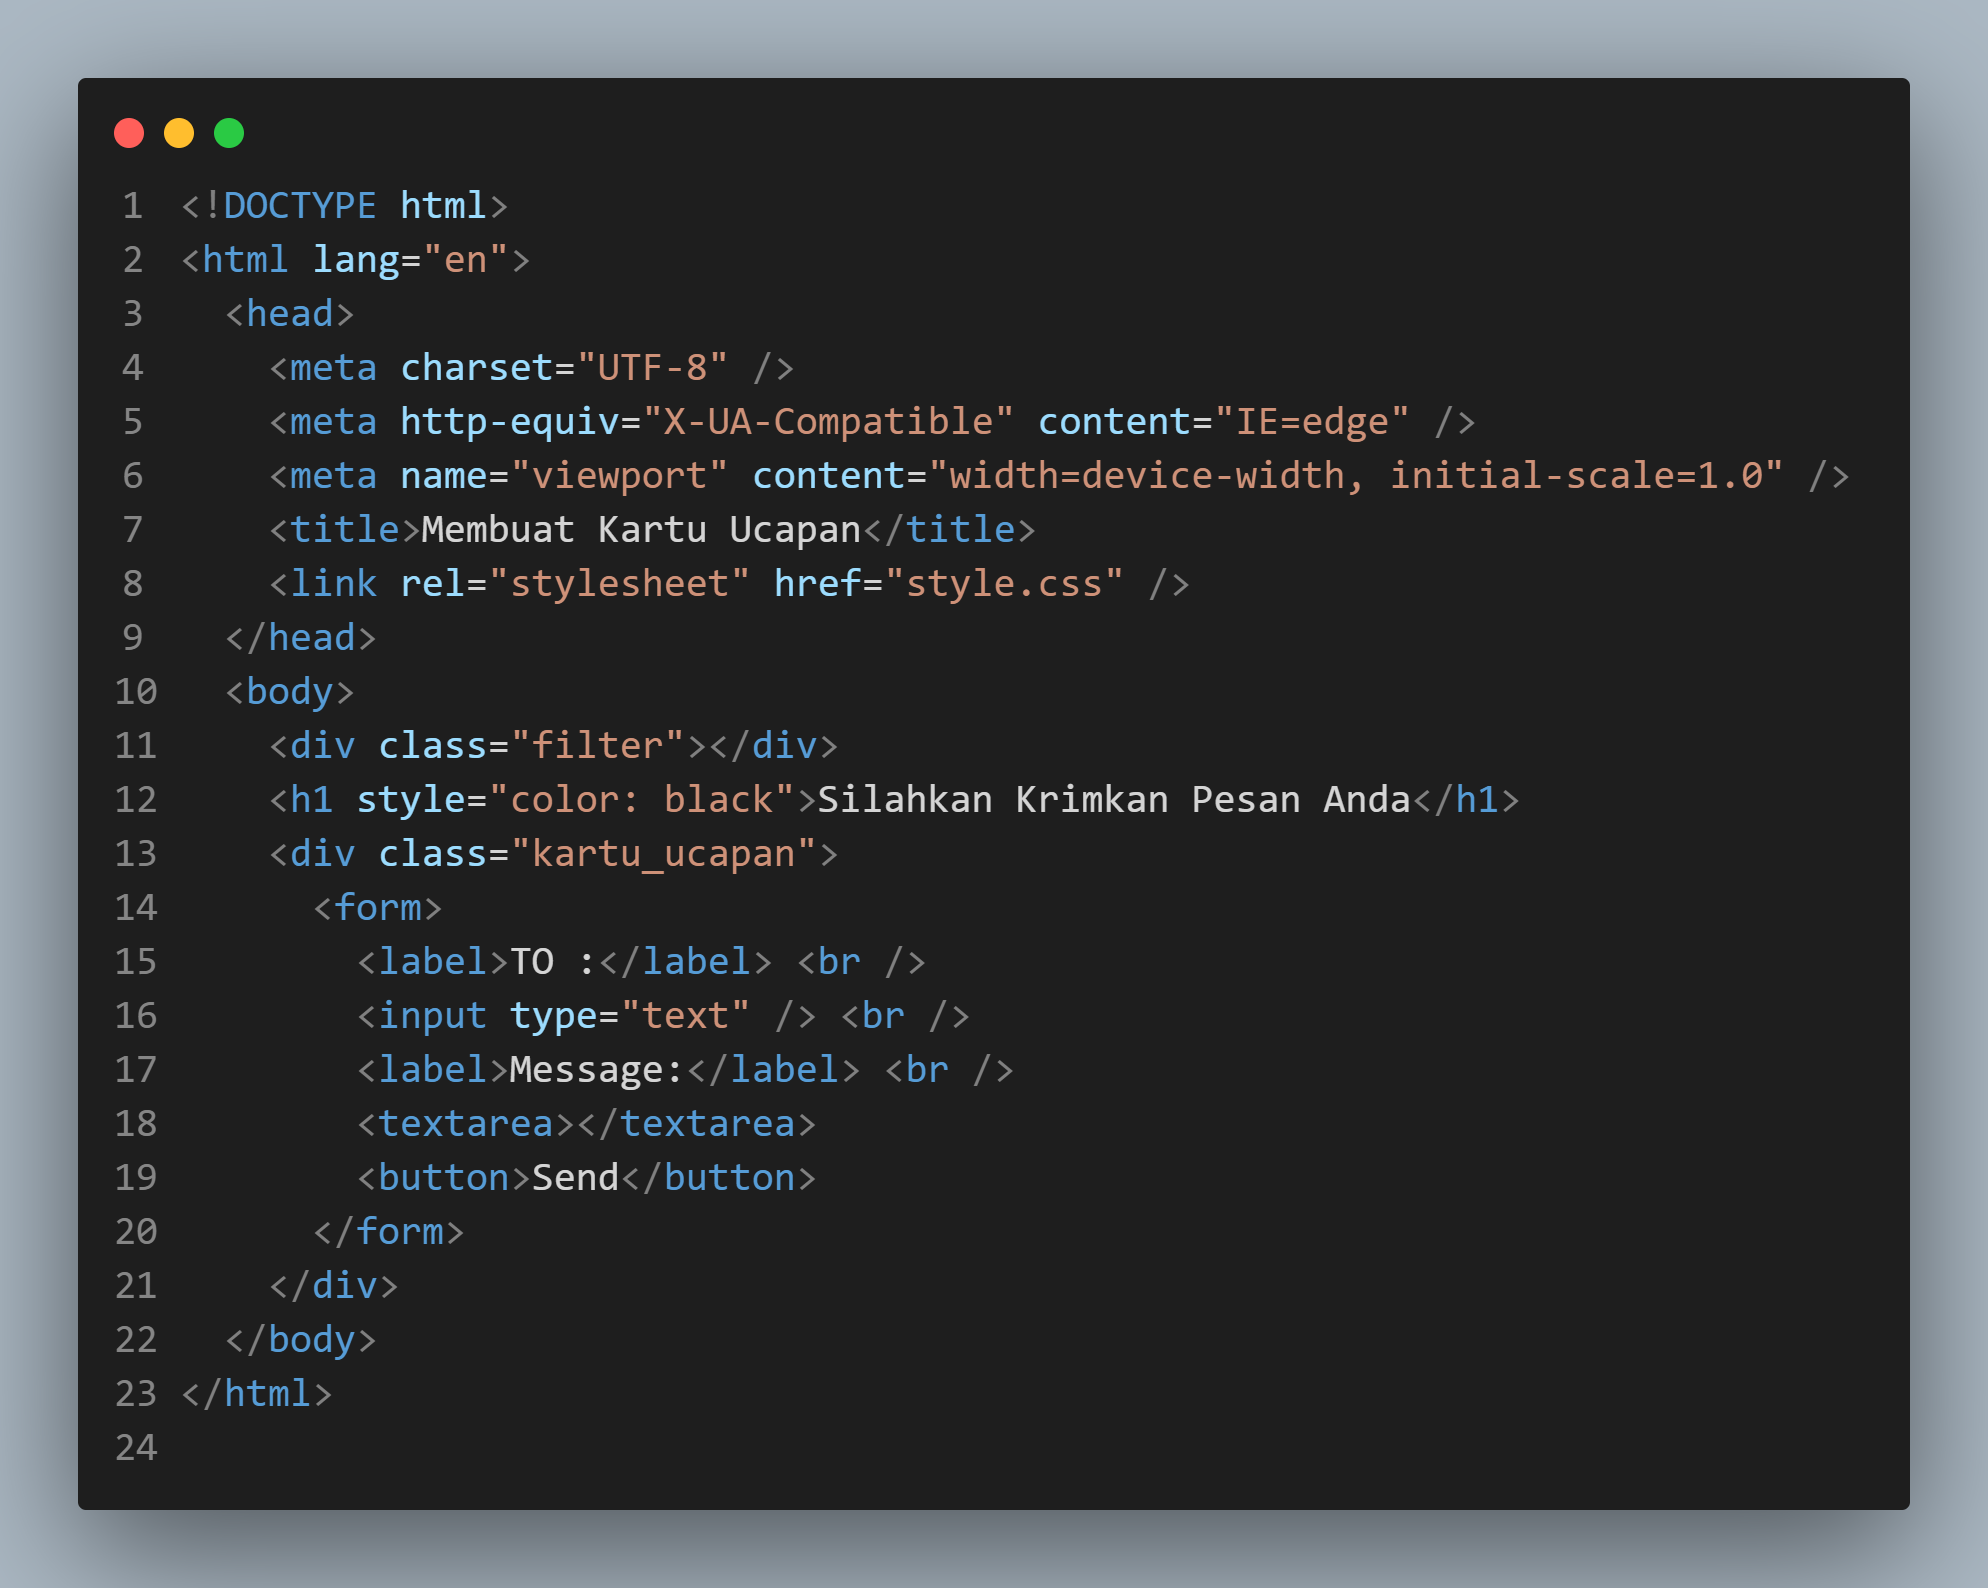 1 <!DOCTYPE html>
2 <html lang="en">
3   <head>
4     <meta charset="UTF-8" />
5     <meta http-equiv="X-UA-Compatible" content="IE=edge" />
6     <meta name="viewport" content="width=device-width, initial-scale=1.0" />
7     <title>Membuat Kartu Ucapan</title>
8     <link rel="stylesheet" href="style.css" />
9   </head>
10   <body>
11     <div class="filter"></div>
12     <h1 style="color: black">Silahkan Krimkan Pesan Anda</h1>
13     <div class="kartu_ucapan">
14       <form>
15         <label>TO :</label> <br />
16         <input type="text" /> <br />
17         <label>Message:</label> <br />
18         <textarea></textarea>
19         <button>Send</button>
20       </form>
21     </div>
22   </body>
23 </html>
24